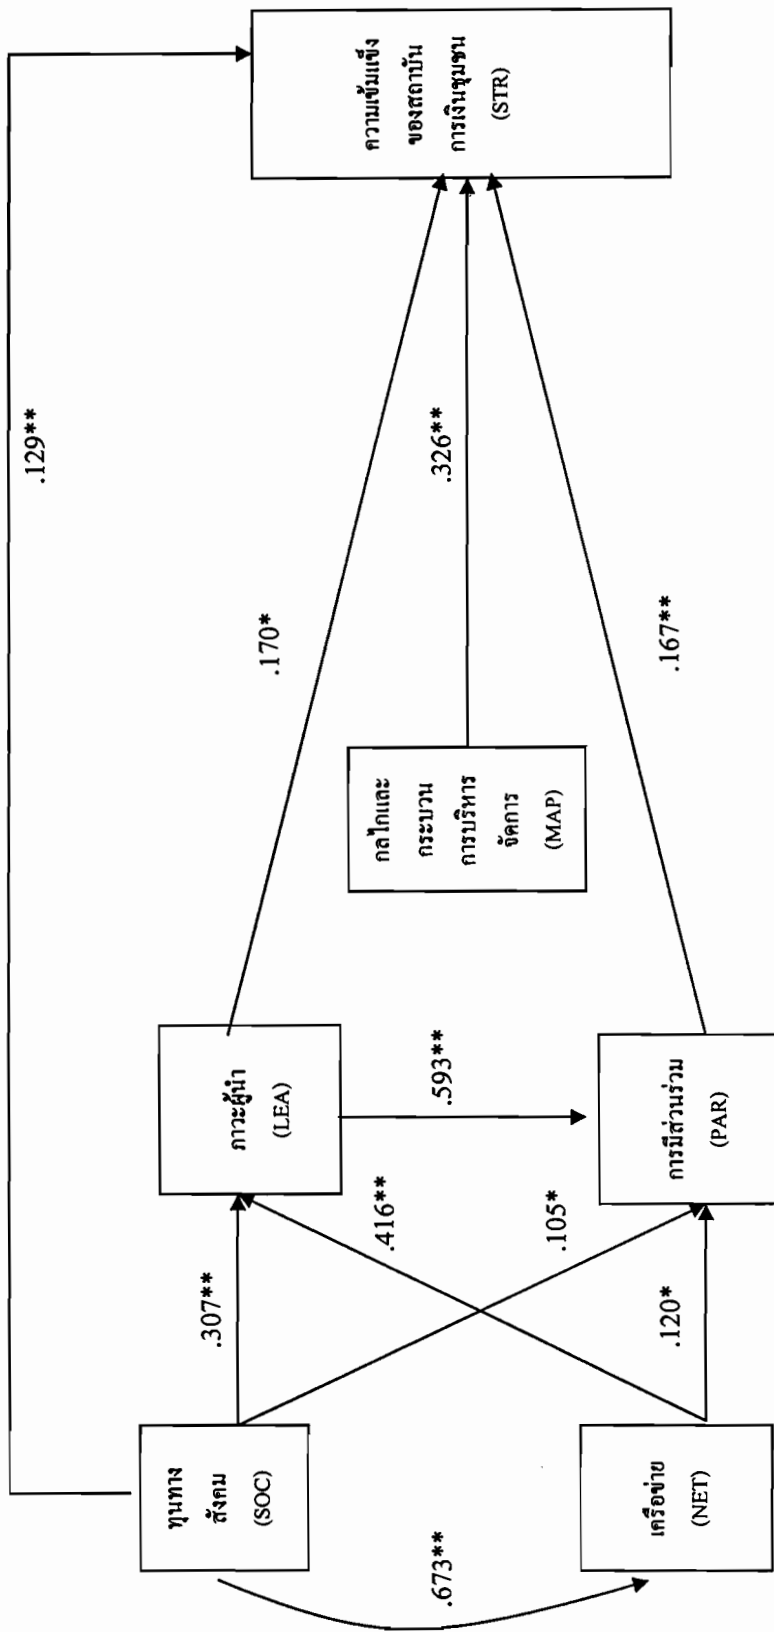 .129**
ทุนทาง
สังคม
(SOC)
.307**
ภาวะผู้นำ
(LEA)
.170*
ความเข้มแข็ง
ของสถาบัน
การเงินชุมชน
(STR)
.673**
.416**
.593**
กลไกและ
กระบวน
การบริหาร
จัดการ
(MAP)
.326**
.105*
เครือข่าย
(NET)
.120*
การมีส่วนร่วม
(PAR)
.167**